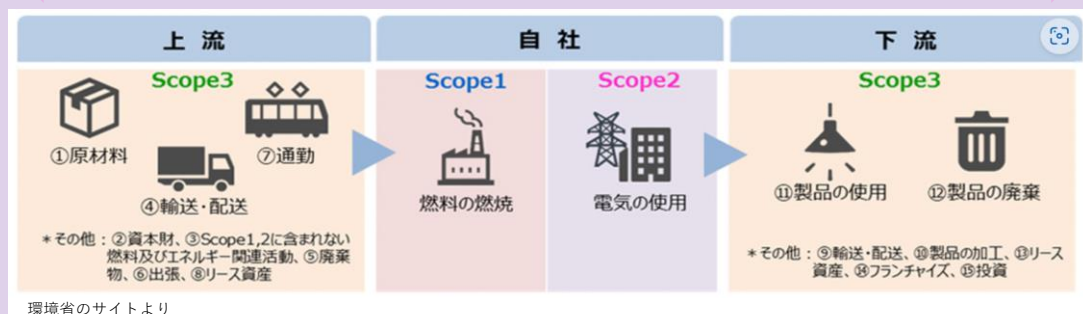 上 流
自 社
下 流
Scope3
①原材料
⑦通勤
④輸送・配送
＊その他：②資本財、③Scope1,2に含まれない
燃料及びエネルギー関連活動、⑤廃棄
物、⑥出張、⑧リース資産
Scope1
燃料の燃焼
Scope2
電気の使用
Scope3
⑪製品の使用
⑫製品の廃棄
＊その他：⑨輸送・配送、⑩製品の加工、⑬リース
資産、⑭フランチャイズ、⑮投資
環境省のサイトより